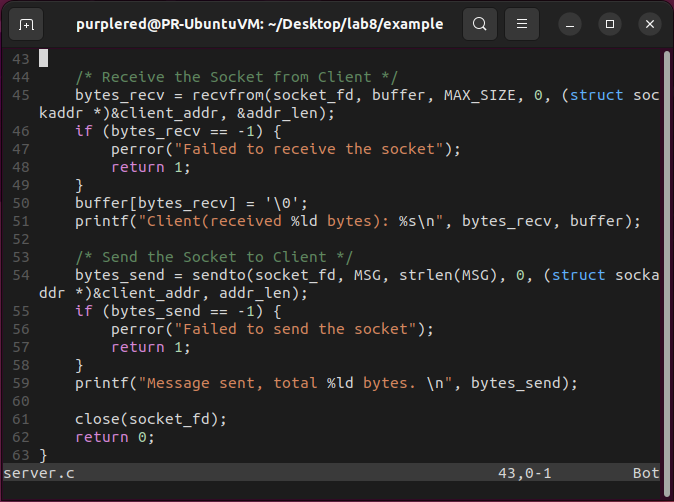 purplered@PR-UbuntuVM: ~/Desktop/lab8/example
43
44     /* Receive the Socket from Client */
45     bytes_recv = recvfrom(socket_fd, buffer, MAX_SIZE, 0, (struct soc
kaddr *)&client_addr, &addr_len);
46     if (bytes_recv == -1) {
47         perror("Failed to receive the socket");
48         return 1;
49     }
50     buffer[bytes_recv] = '\0';
51     printf("Client(received %ld bytes): %s\n", bytes_recv, buffer);
52
53     /* Send the Socket to Client */
54     bytes_send = sendto(socket_fd, MSG, strlen(MSG), 0, (struct socka
ddr *)&client_addr, addr_len);
55     if (bytes_send == -1) {
56         perror("Failed to send the socket");
57         return 1;
58     }
59     printf("Message sent, total %ld bytes. \n", bytes_send);
60
61     close(socket_fd);
62     return 0;
63 }
server.c 43,0-1 Bot